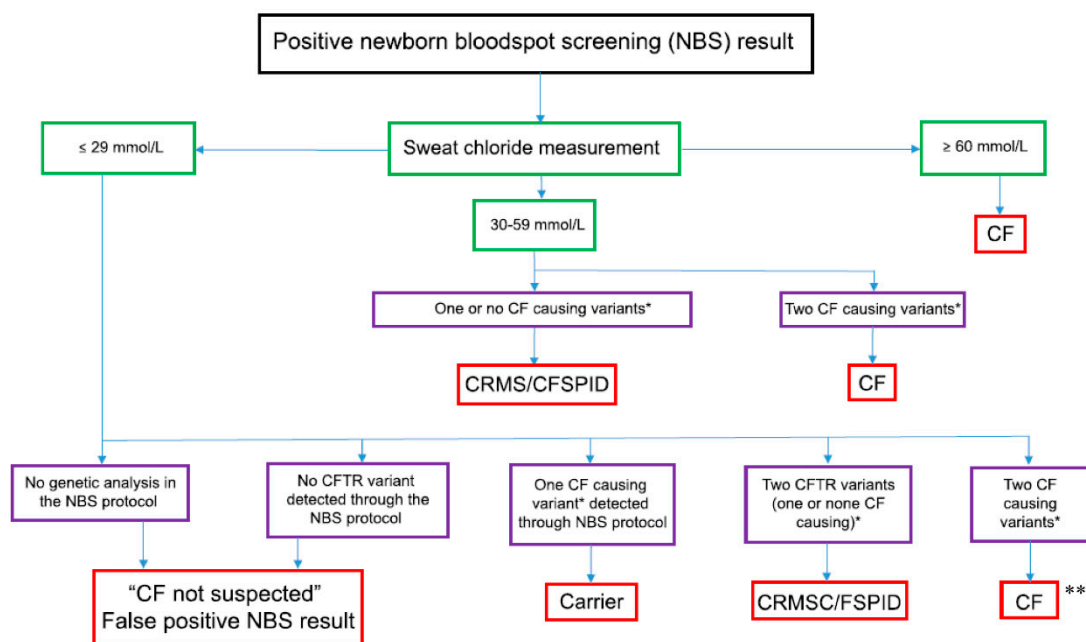 Positive newborn bloodspot screening (NBS) result
≤ 29 mmol/L
Sweat chloride measurement
≥ 60 mmol/L
30-59 mmol/L
CF
One or no CF causing variants*
Two CF causing variants*
CRMS/CFSPID
CF
No genetic analysis in
the NBS protocol
No CFTR variant
detected through the
NBS protocol
One CF causing
variant* detected
through NBS protocol
Two CFTR variants
(one or none CF
causing)*
Two CF
causing
variants*
“CF not suspected”
False positive NBS result
Carrier
CRMSC/FSPID
CF **